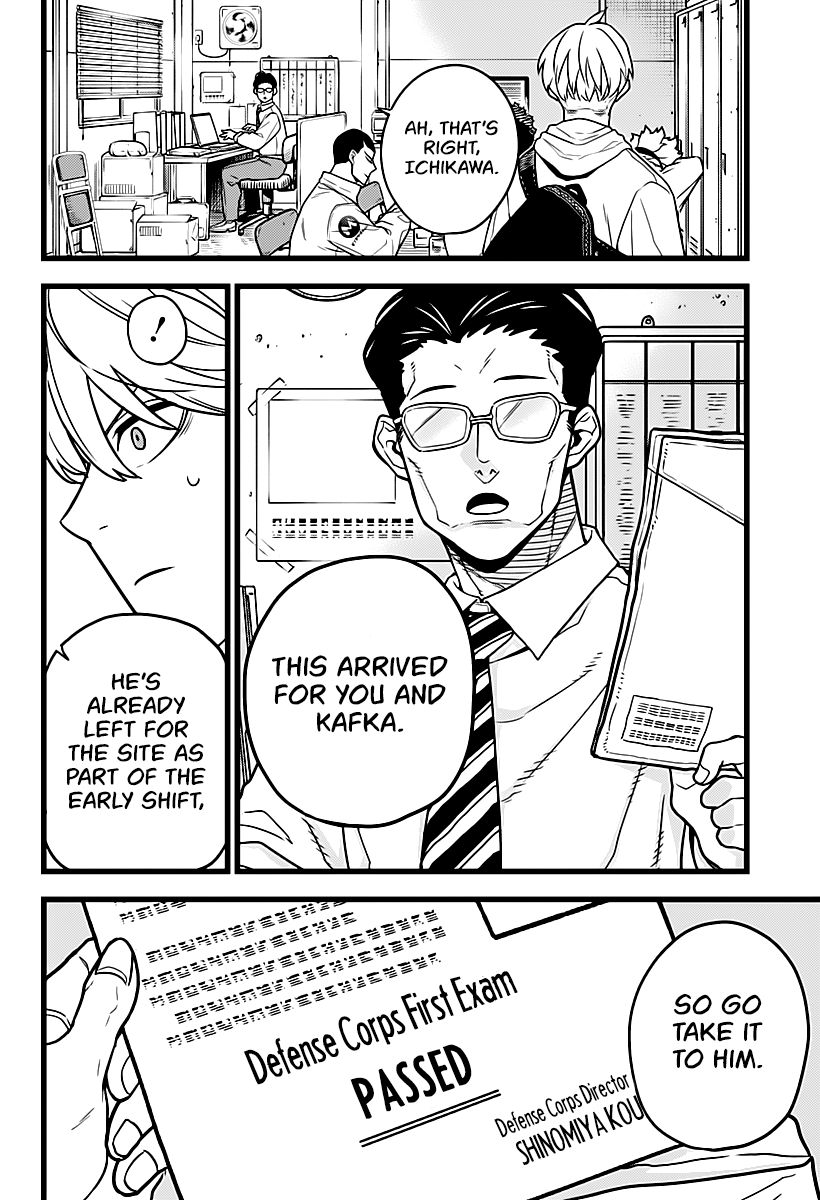 AH, THAT'S
RIGHT,
ICHIKAWA.
!
THIS ARRIVED
FOR YOU AND
KAFKA.
HE'S
ALREADY
LEFT FOR
THE SITE AS
PART OF THE
EARLY SHIFT,
Defense Corps First Exam
PASSED
Defense Corps Director
SHINOMIYA KOU
SO GO
TAKE IT
TO HIM.